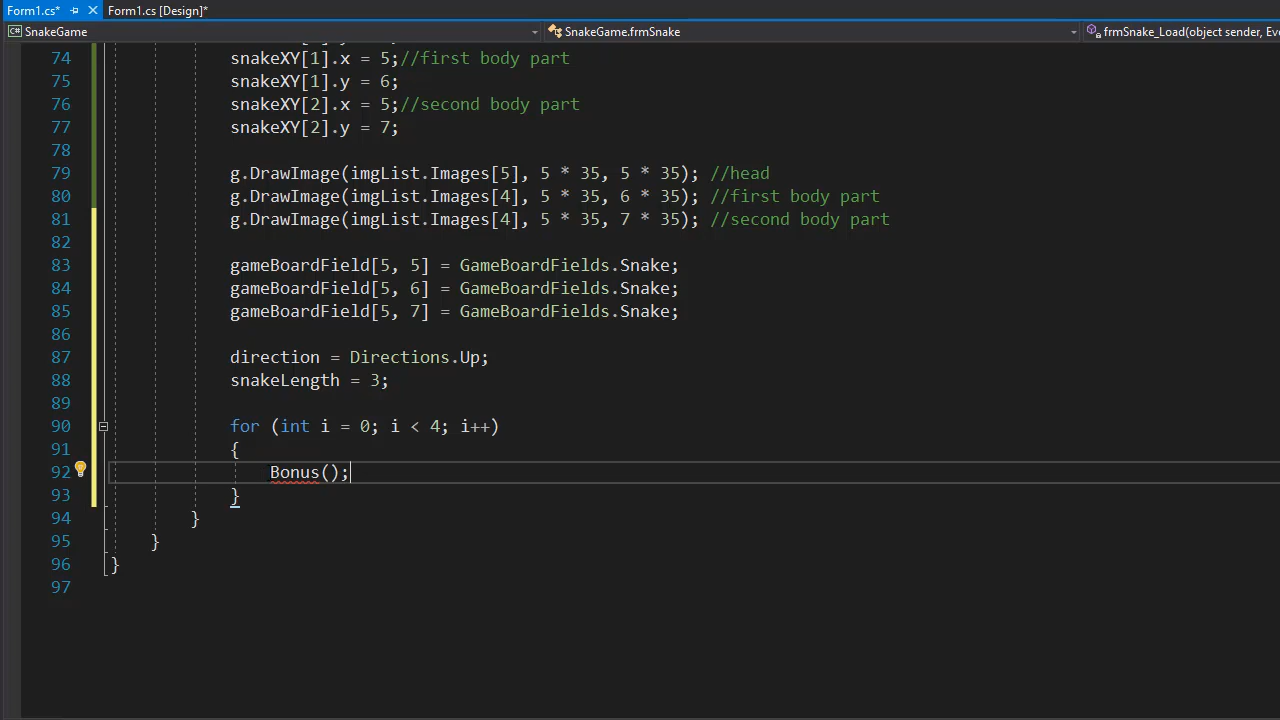 Form1.cs* Form1.cs [Design]*
SnakeGame SnakeGame.frmSnake frmSnake_Load(object sender, Eve
74 snakeXY[1].x = 5;//first body part
75 snakeXY[1].y = 6;
76 snakeXY[2].x = 5;//second body part
77 snakeXY[2].y = 7;
78
79 g.DrawImage(imgList.Images[5], 5 * 35, 5 * 35); //head
80 g.DrawImage(imgList.Images[4], 5 * 35, 6 * 35); //first body part
81 g.DrawImage(imgList.Images[4], 5 * 35, 7 * 35); //second body part
82
83 gameBoardField[5, 5] = GameBoardFields.Snake;
84 gameBoardField[5, 6] = GameBoardFields.Snake;
85 gameBoardField[5, 7] = GameBoardFields.Snake;
86
87 direction = Directions.Up;
88 snakeLength = 3;
89
90 for (int i = 0; i < 4; i++)
91 {
92 Bonus();
93 }
94 }
95 }
96 }
97